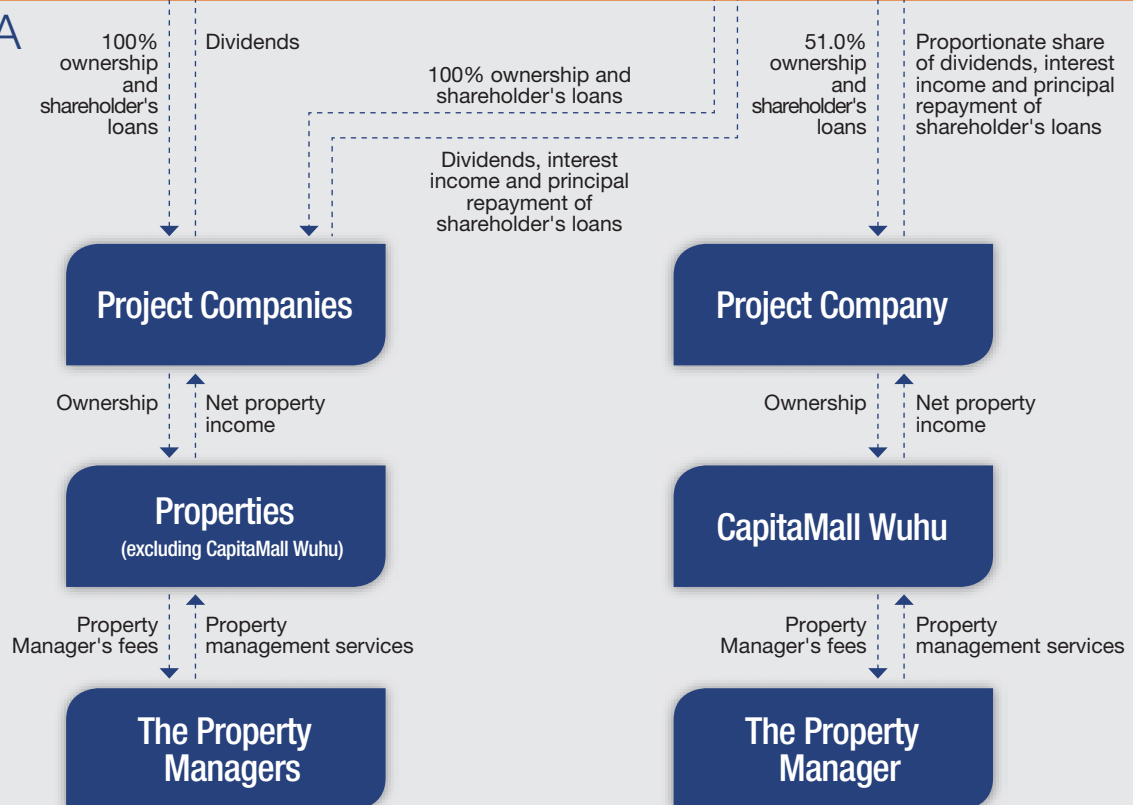 A
100%
ownership
and
shareholder's
loans
Dividends
100% ownership and
shareholder's loans
Dividends, interest
income and principal
repayment of
shareholder's loans
51.0%
ownership
and
shareholder's
loans
Proportionate share
of dividends, interest
income and principal
repayment of
shareholder's loans
Project Companies
Project Company
Ownership
Net property
income
Ownership
Net property
income
Properties
(excluding CapitaMall Wuhu)
CapitaMall Wuhu
Property
Manager's fees
Property
management services
Property
Manager's fees
Property
management services
The Property
Managers
The Property
Manager